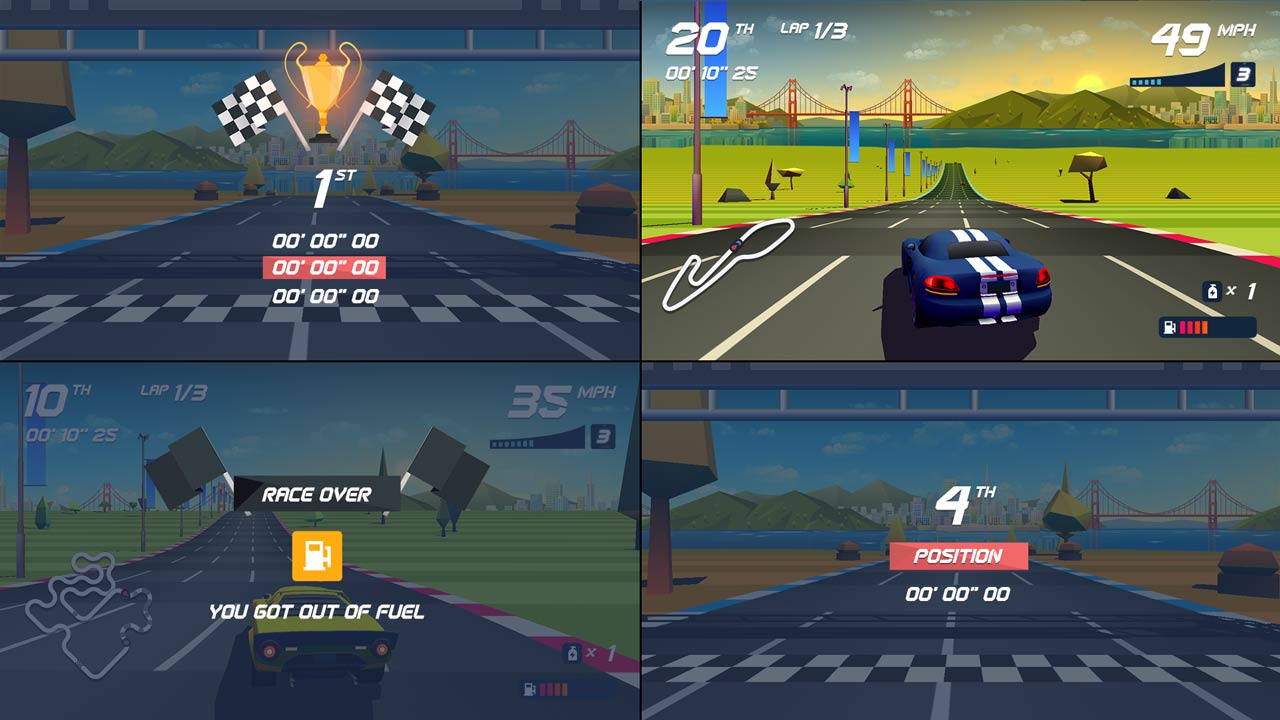 1ST
00' 00" 00
00' 00" 00
00' 00" 00
20TH LAP 1/3
00' 10" 25
49 MPH
3
x 1
10TH LAP 1/3
00' 10" 25
35 MPH
3
RACE OVER
YOU GOT OUT OF FUEL
x 1
4TH
POSITION
00' 00" 00